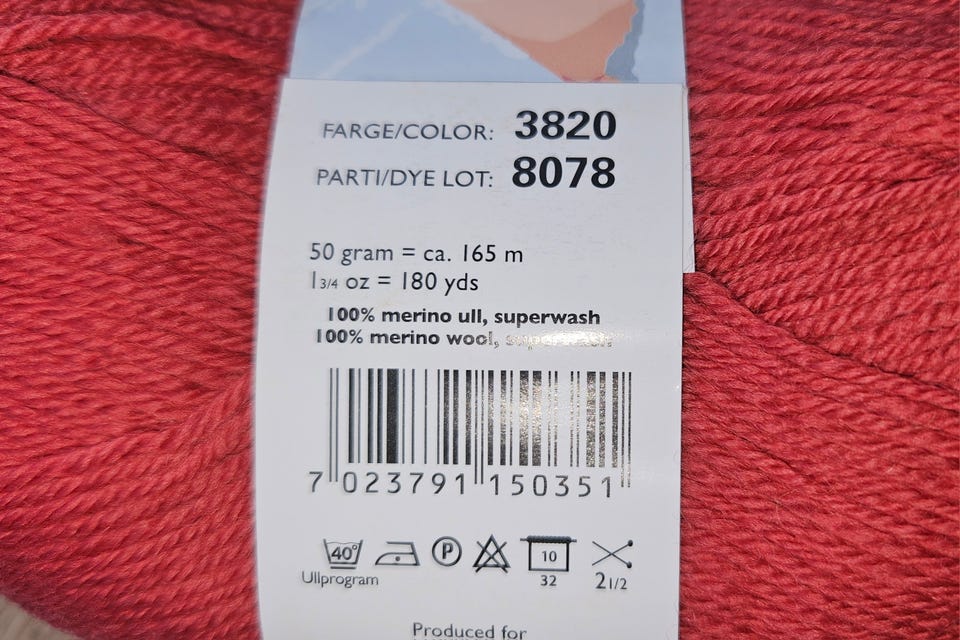 FARGE/COLOR: 3820
PARTI/DYE LOT: 8078
50 gram = ca. 165 m
1 3/4 oz = 180 yds
100% merino ull, superwash
100% merino wool, superwash
7 023791 150351
40° P 10
Ullprogram 32 2 1/2
Produced for